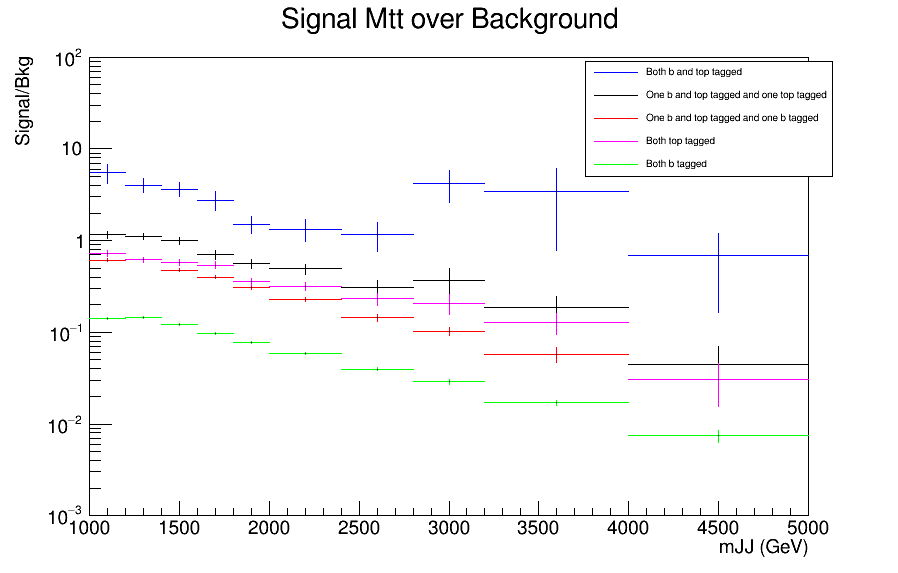 Signal Mtt over Background
Signal/Bkg
10²
10
1
10⁻¹
10⁻²
10⁻³
Both b and top tagged
One b and top tagged and one top tagged
One b and top tagged and one b tagged
Both top tagged
Both b tagged
1000 1500 2000 2500 3000 3500 4000 4500 5000
mJJ (GeV)